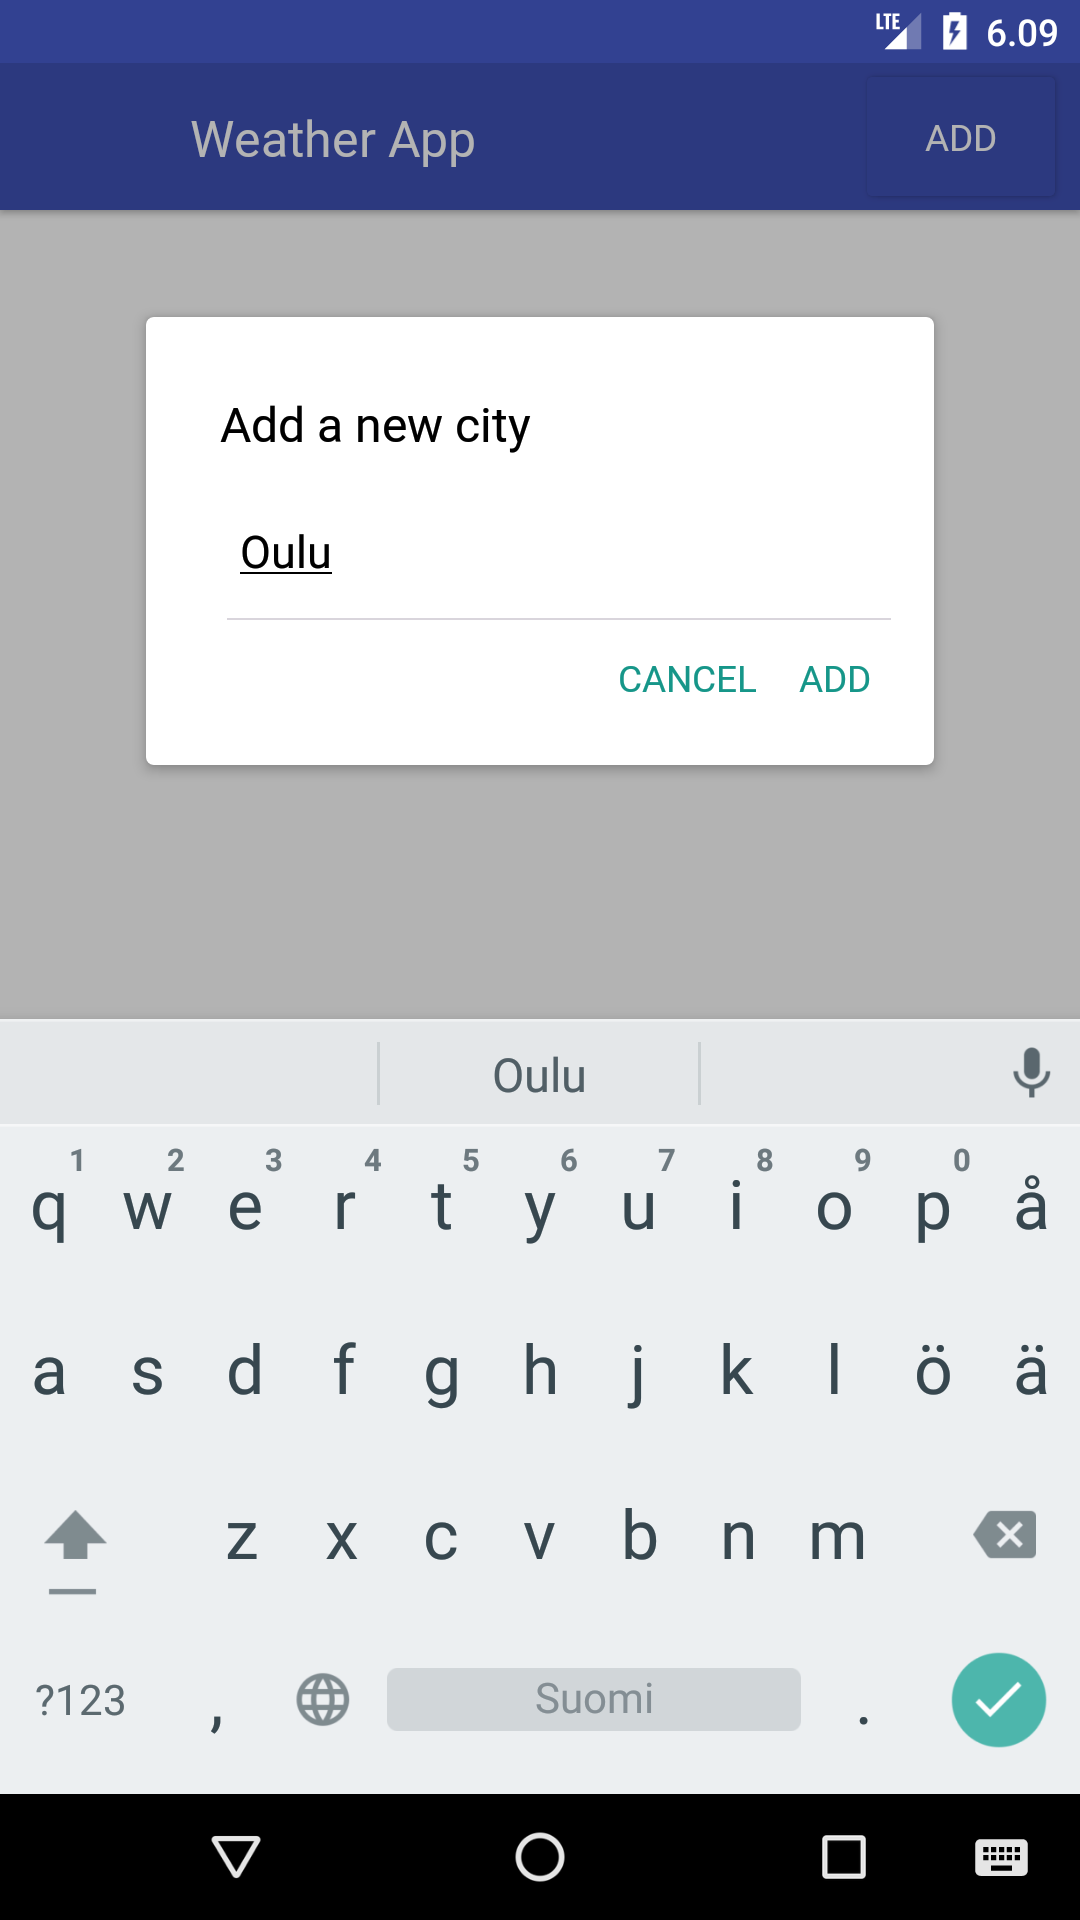 LTE 6.09
Weather App ADD
Add a new city
Oulu
CANCEL ADD
Oulu
1 2 3 4 5 6 7 8 9 0
q w e r t y u i o p å
a s d f g h j k l ö ä
z x c v b n m
?123 , Suomi .